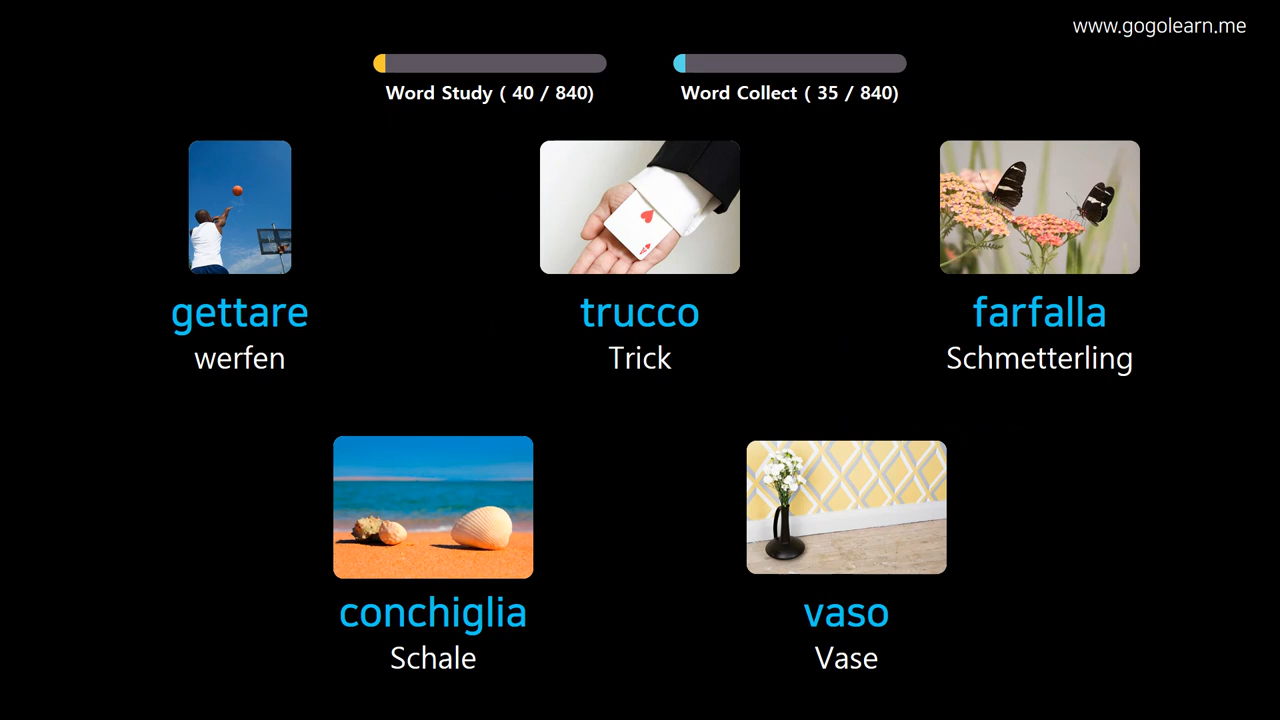 www.gogolearn.me
Word Study ( 40 / 840)
Word Collect ( 35 / 840)
gettare
werfen
trucco
Trick
farfalla
Schmetterling
conchiglia
Schale
vaso
Vase